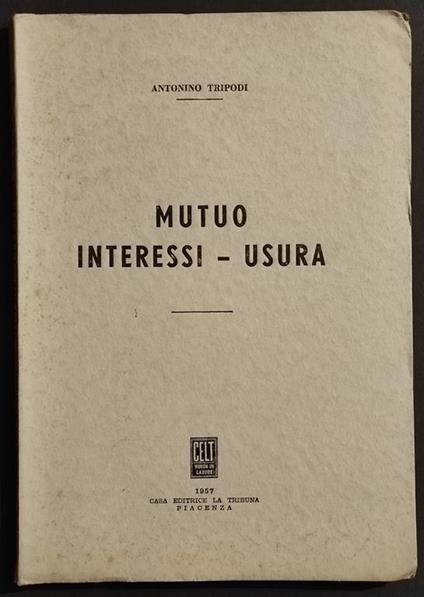 ANTONINO TRIPODI
MUTUO
INTERESSI - USURA
CELT
1957
CASA EDITRICE LA TRIBUNA
PIACENZA